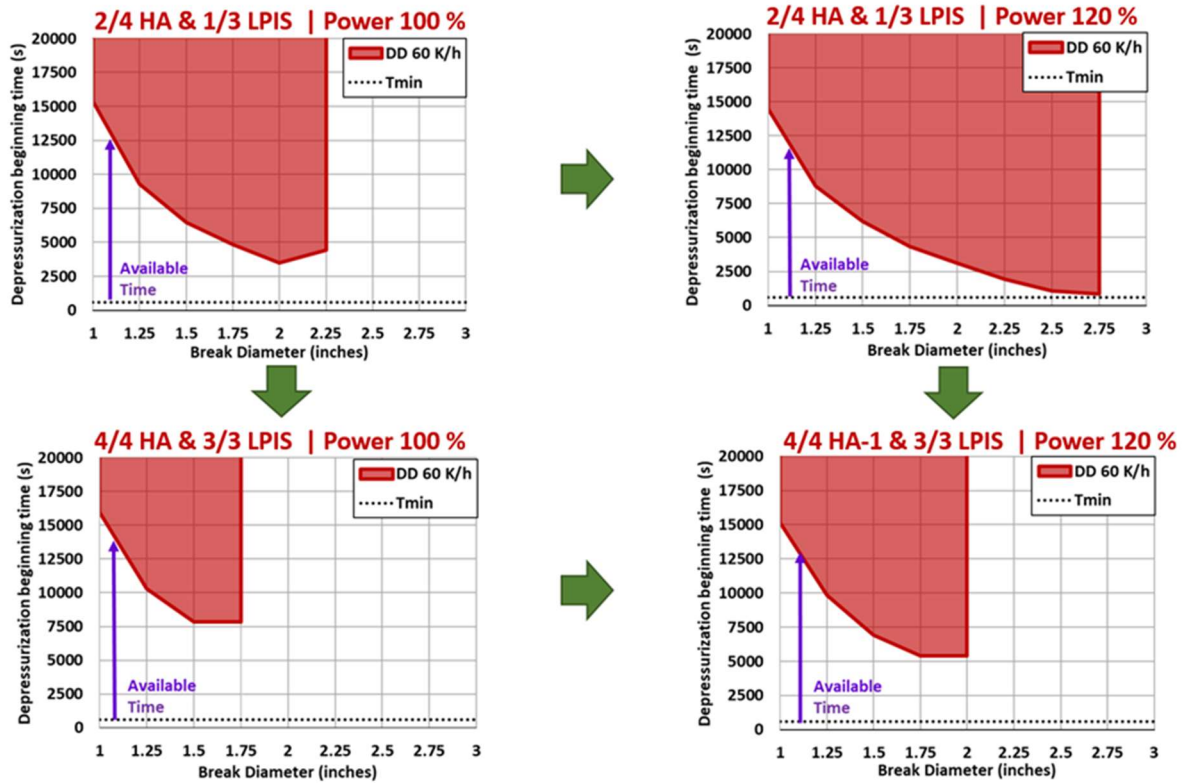 2/4 HA & 1/3 LPIS | Power 100 %
Depressurization beginning time (s)
20000
17500
15000
12500
10000
7500
5000
2500
0
DD 60 K/h
Tmin
Available
Time
1 1.25 1.5 1.75 2 2.25 2.5 2.75 3
Break Diameter (inches)
2/4 HA & 1/3 LPIS | Power 120 %
Depressurization beginning time (s)
20000
17500
15000
12500
10000
7500
5000
2500
0
DD 60 K/h
Tmin
Available
Time
1 1.25 1.5 1.75 2 2.25 2.5 2.75 3
Break Diameter (inches)
4/4 HA & 3/3 LPIS | Power 100 %
Depressurization beginning time (s)
20000
17500
15000
12500
10000
7500
5000
2500
0
DD 60 K/h
Tmin
Available
Time
1 1.25 1.5 1.75 2 2.25 2.5 2.75 3
Break Diameter (inches)
4/4 HA-1 & 3/3 LPIS | Power 120 %
Depressurization beginning time (s)
20000
17500
15000
12500
10000
7500
5000
2500
0
DD 60 K/h
Tmin
Available
Time
1 1.25 1.5 1.75 2 2.25 2.5 2.75 3
Break Diameter (inches)